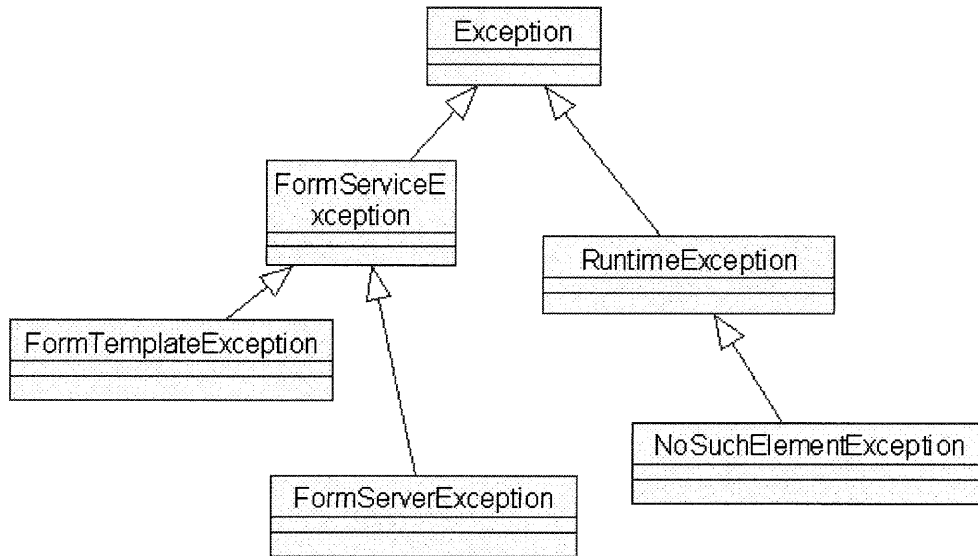 Exception
FormServiceE
xception
RuntimeException
FormTemplateException
NoSuchElementException
FormServerException